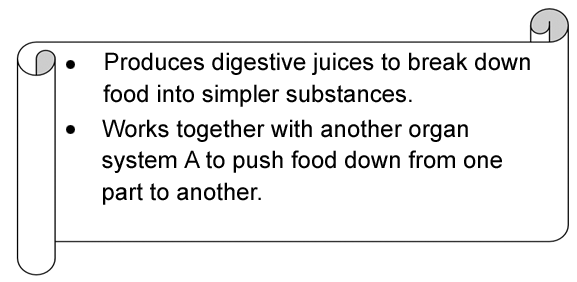 • Produces digestive juices to break down
food into simpler substances.
• Works together with another organ
system A to push food down from one
part to another.